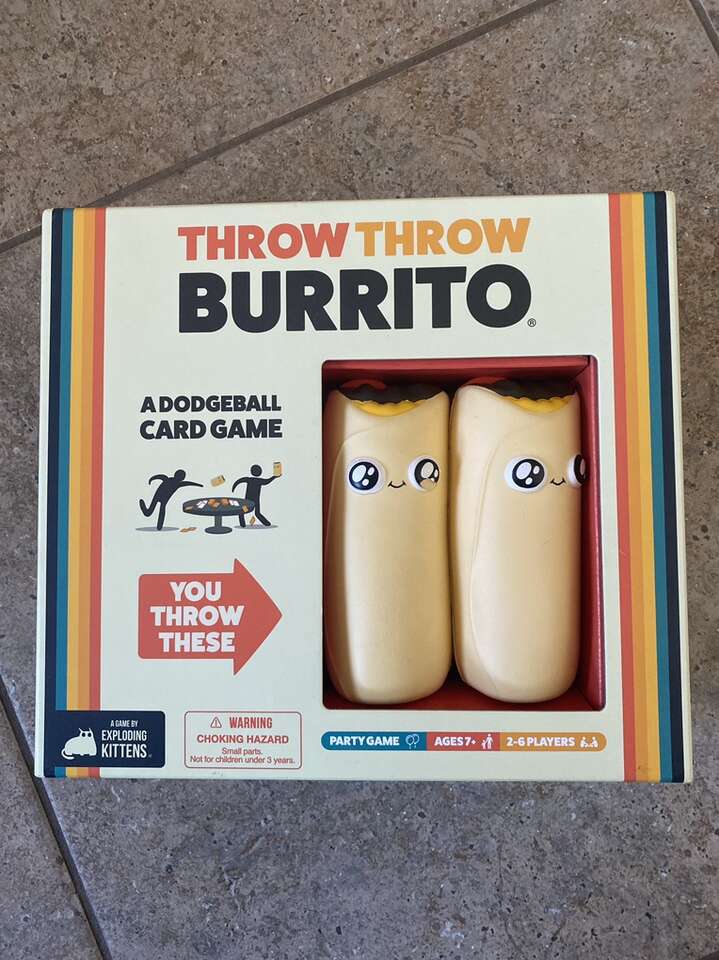 THROW THROW
BURRITO®
A DODGEBALL
CARD GAME
YOU
THROW
THESE
A GAME BY
EXPLODING
KITTENS
WARNING
CHOKING HAZARD
Small parts.
Not for children under 3 years.
PARTY GAME
AGES 7+
2-6 PLAYERS